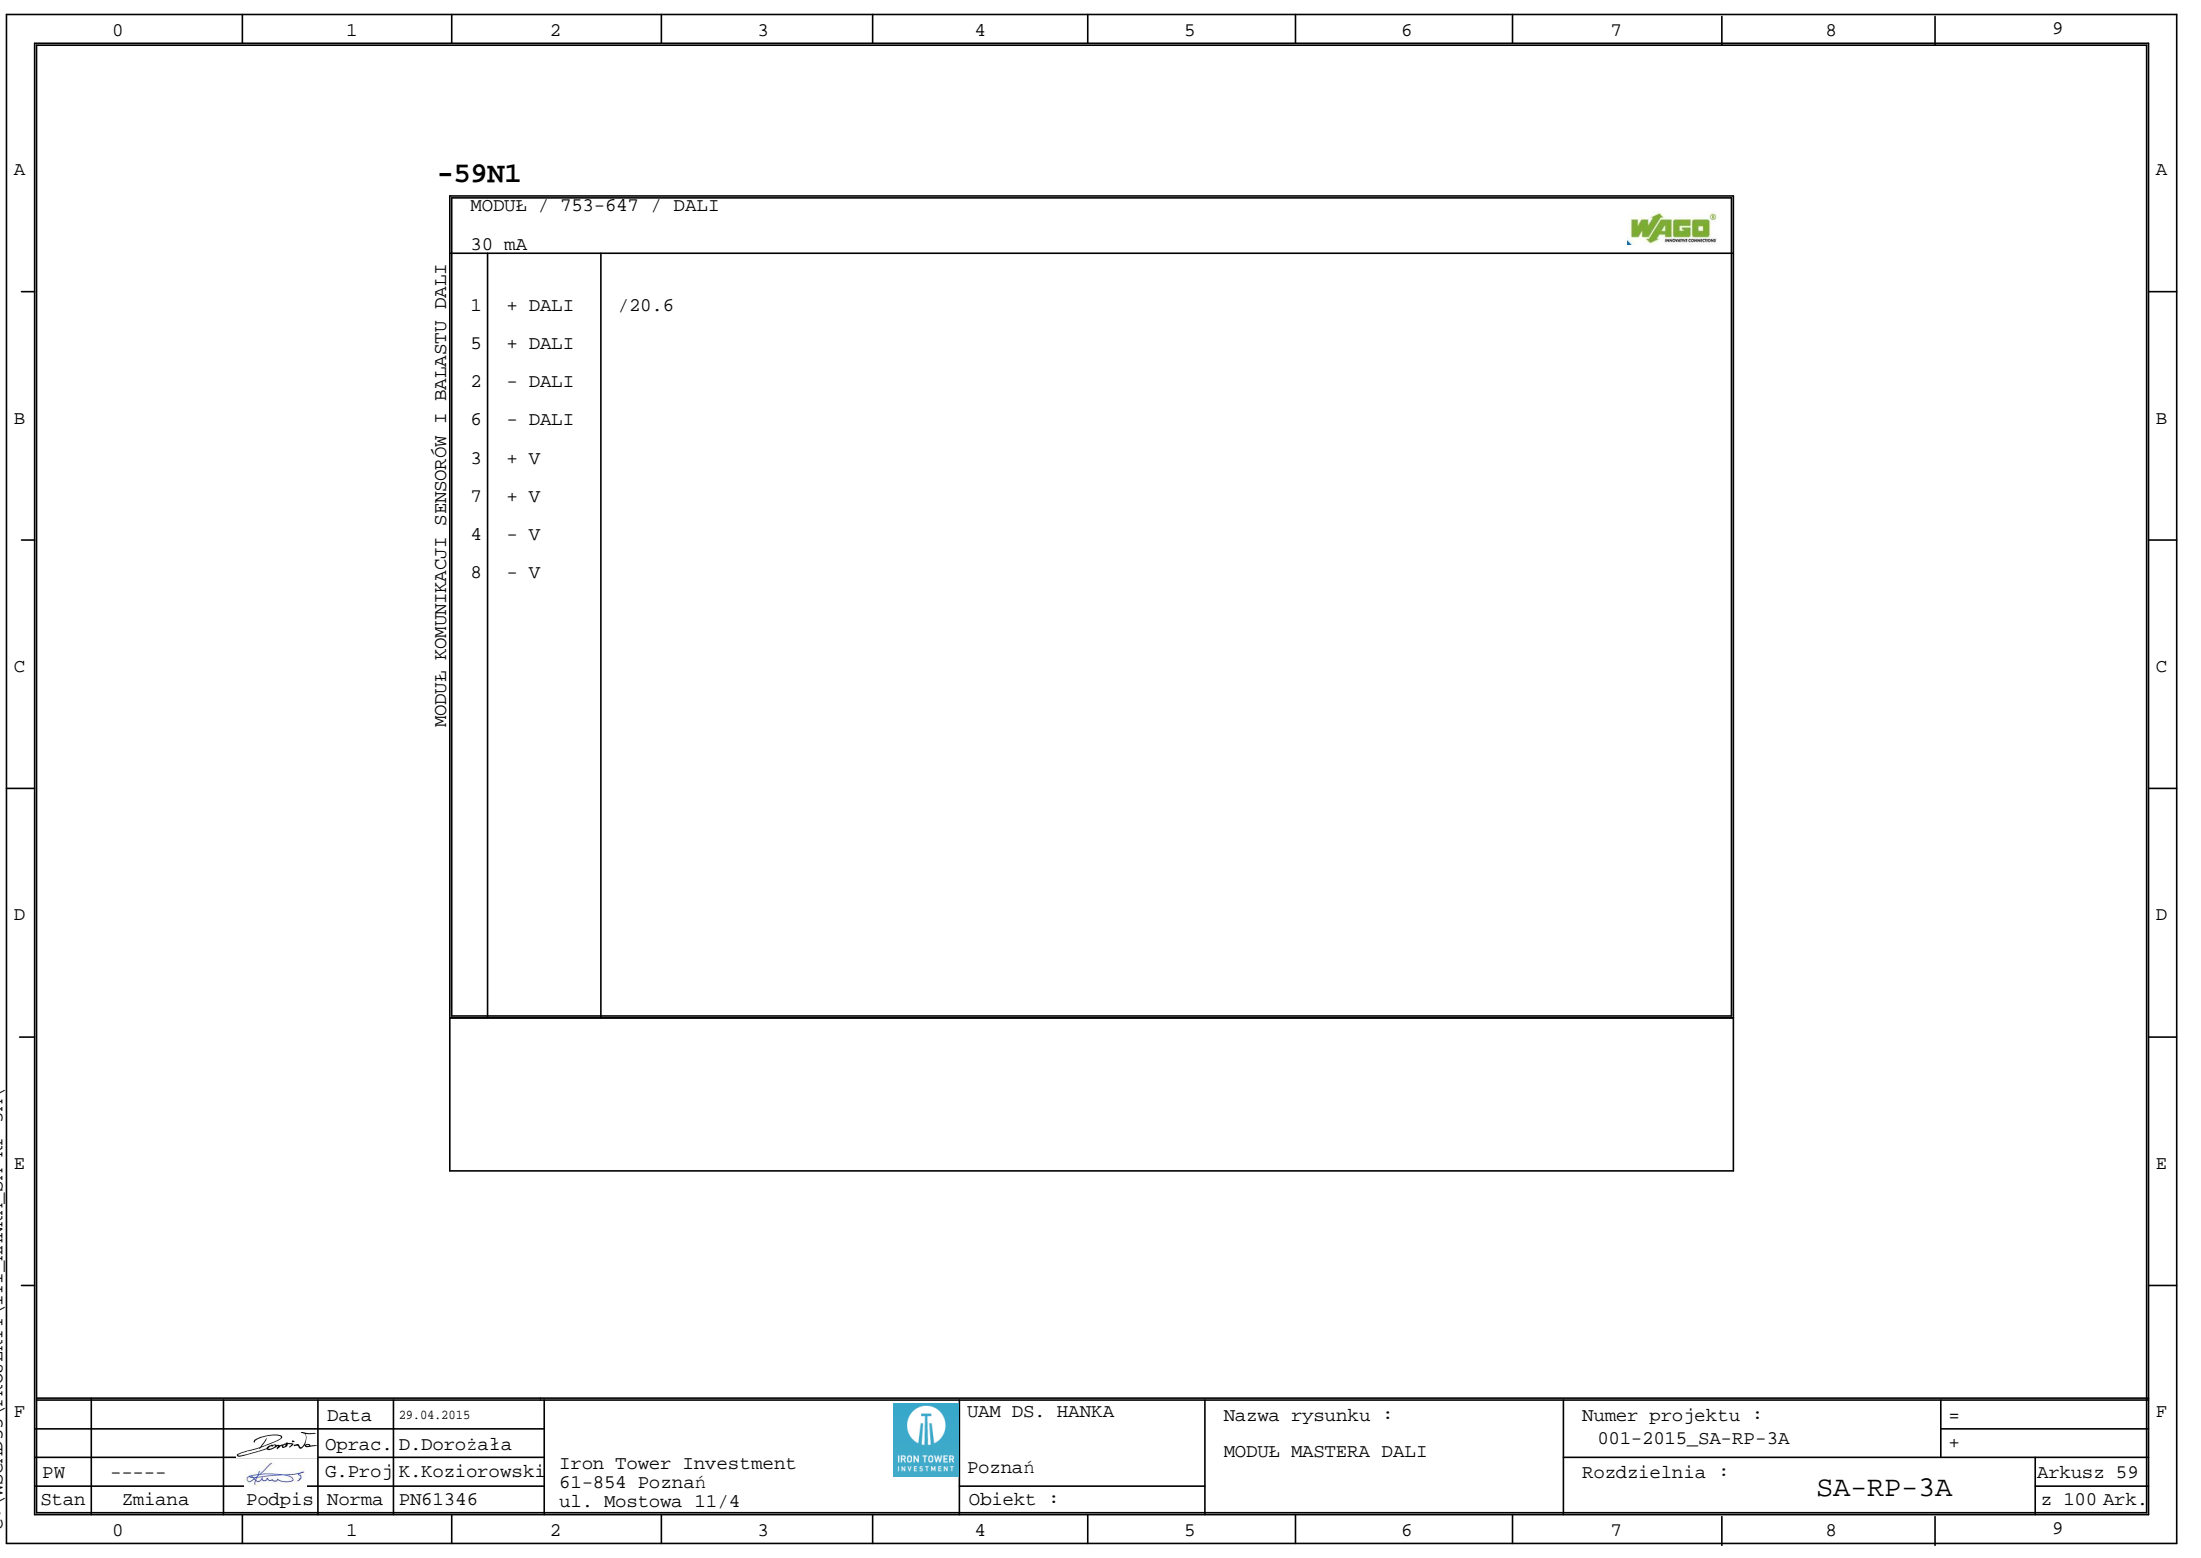 0 1 2 3 4 5 6 7 8 9
A A
-59N1
MODUŁ / 753-647 / DALI
WAGO®
INNOVATIVE CONNECTIONS
30 mA
MODUŁ KOMUNIKACJI SENSORÓW I BALASTU DALI
1 + DALI /20.6
5 + DALI
2 - DALI
B 6 - DALI B
3 + V
7 + V
4 - V
8 - V
C C
D D
E E
F F
Data 29.04.2015
Oprac. D.Dorożała
PW ----- G.Proj K.Koziorowski
Stan Zmiana Podpis Norma PN61346
Iron Tower Investment
61-854 Poznań
ul. Mostowa 11/4
IRON TOWER
INVESTMENT
UAM DS. HANKA
Poznań
Obiekt :
Nazwa rysunku :
MODUŁ MASTERA DALI
Numer projektu :
001-2015_SA-RP-3A
=
+
Rozdzielnia :
SA-RP-3A
Arkusz 59
z 100 Ark.
0 1 2 3 4 5 6 7 8 9